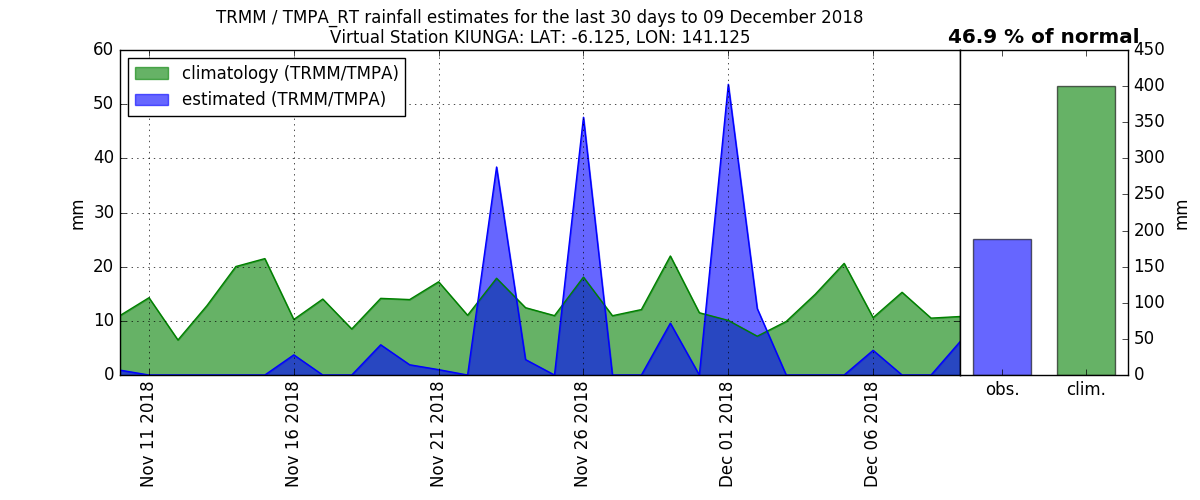 TRMM / TMPA_RT rainfall estimates for the last 30 days to 09 December 2018
Virtual Station KIUNGA: LAT: -6.125, LON: 141.125
46.9 % of normal
climatology (TRMM/TMPA)
estimated (TRMM/TMPA)
60
50
40
30
20
10
0
mm
Nov 11 2018
Nov 16 2018
Nov 21 2018
Nov 26 2018
Dec 01 2018
Dec 06 2018
450
400
350
300
250
200
150
100
50
0
mm
obs.
clim.